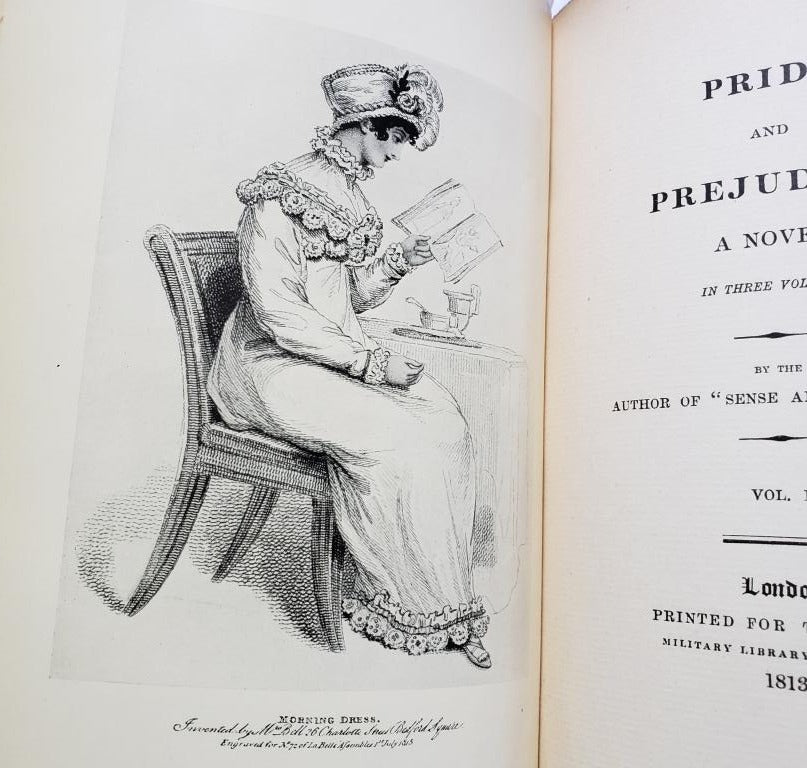 MORNING DRESS.
Invented by Mrs Bell 26 Charlotte Street Bedford Square
Engraved for No. 72 of La Belle Assemblée 1st July 1813
PRID
AND
PREJUD
A NOVE
IN THREE VOL
BY THE
AUTHOR OF "SENSE A
VOL.
Londo
PRINTED FOR T
MILITARY LIBRARY
1813